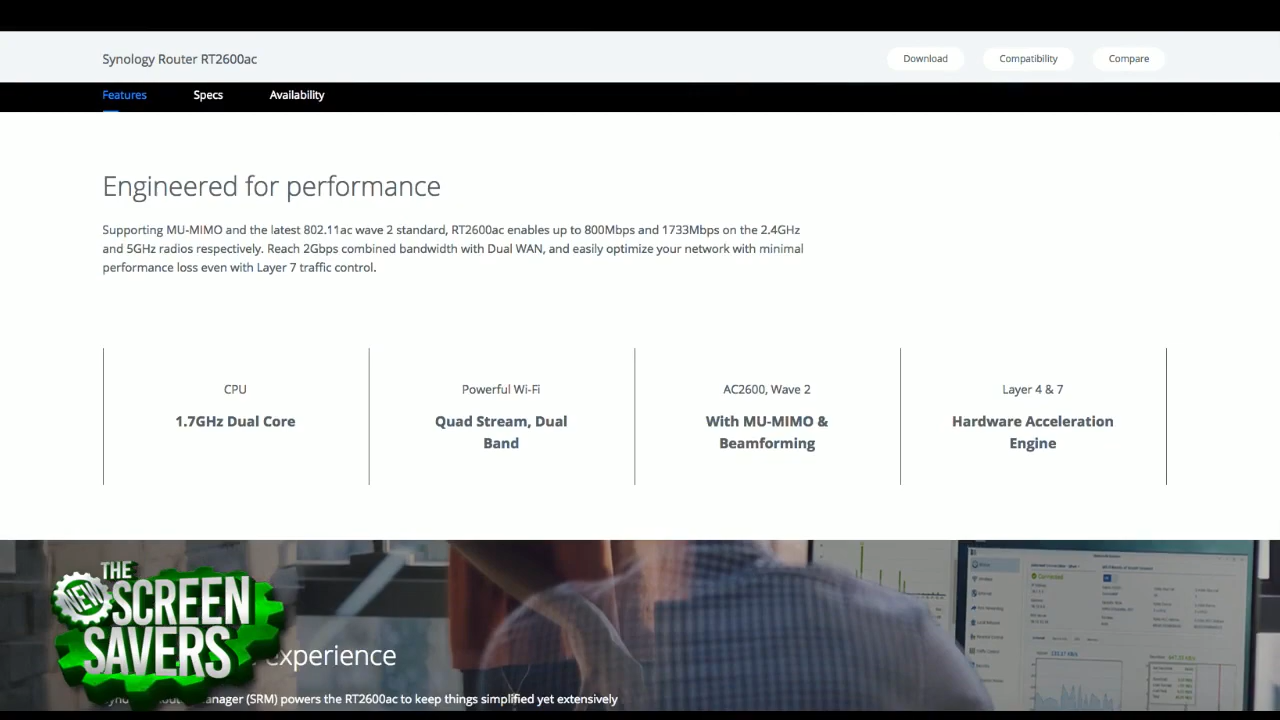 Synology Router RT2600ac
Download
Compatibility
Compare
Features
Specs
Availability
Engineered for performance
Supporting MU-MIMO and the latest 802.11ac wave 2 standard, RT2600ac enables up to 800Mbps and 1733Mbps on the 2.4GHz
and 5GHz radios respectively. Reach 2Gbps combined bandwidth with Dual WAN, and easily optimize your network with minimal
performance loss even with Layer 7 traffic control.
CPU
1.7GHz Dual Core
Powerful Wi-Fi
Quad Stream, Dual
Band
AC2600, Wave 2
With MU-MIMO &
Beamforming
Layer 4 & 7
Hardware Acceleration
Engine
THE
NEW
SCREEN
SAVERS
experience
(SRM) powers the RT2600ac to keep things simplified yet extensively